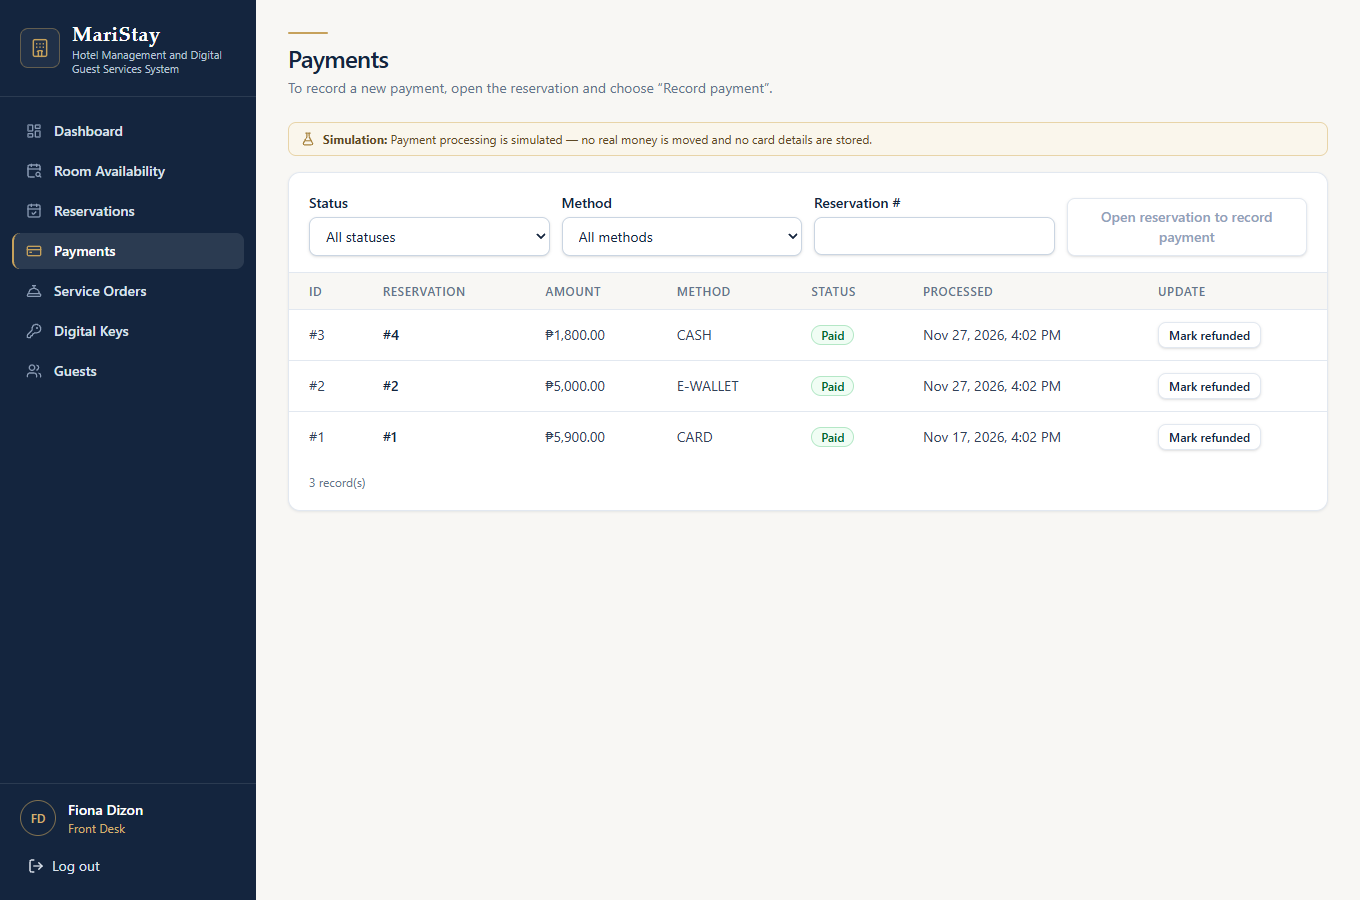 MariStay
Hotel Management and Digital
Guest Services System
Dashboard
Room Availability
Reservations
Payments
Service Orders
Digital Keys
Guests
FD
Fiona Dizon
Front Desk
Log out
Payments
To record a new payment, open the reservation and choose “Record payment”.
Simulation: Payment processing is simulated — no real money is moved and no card details are stored.
Status
All statuses
Method
All methods
Reservation #
Open reservation to record
payment
ID RESERVATION AMOUNT METHOD STATUS PROCESSED UPDATE
#3 #4 ₱1,800.00 CASH Paid Nov 27, 2026, 4:02 PM Mark refunded
#2 #2 ₱5,000.00 E-WALLET Paid Nov 27, 2026, 4:02 PM Mark refunded
#1 #1 ₱5,900.00 CARD Paid Nov 17, 2026, 4:02 PM Mark refunded
3 record(s)